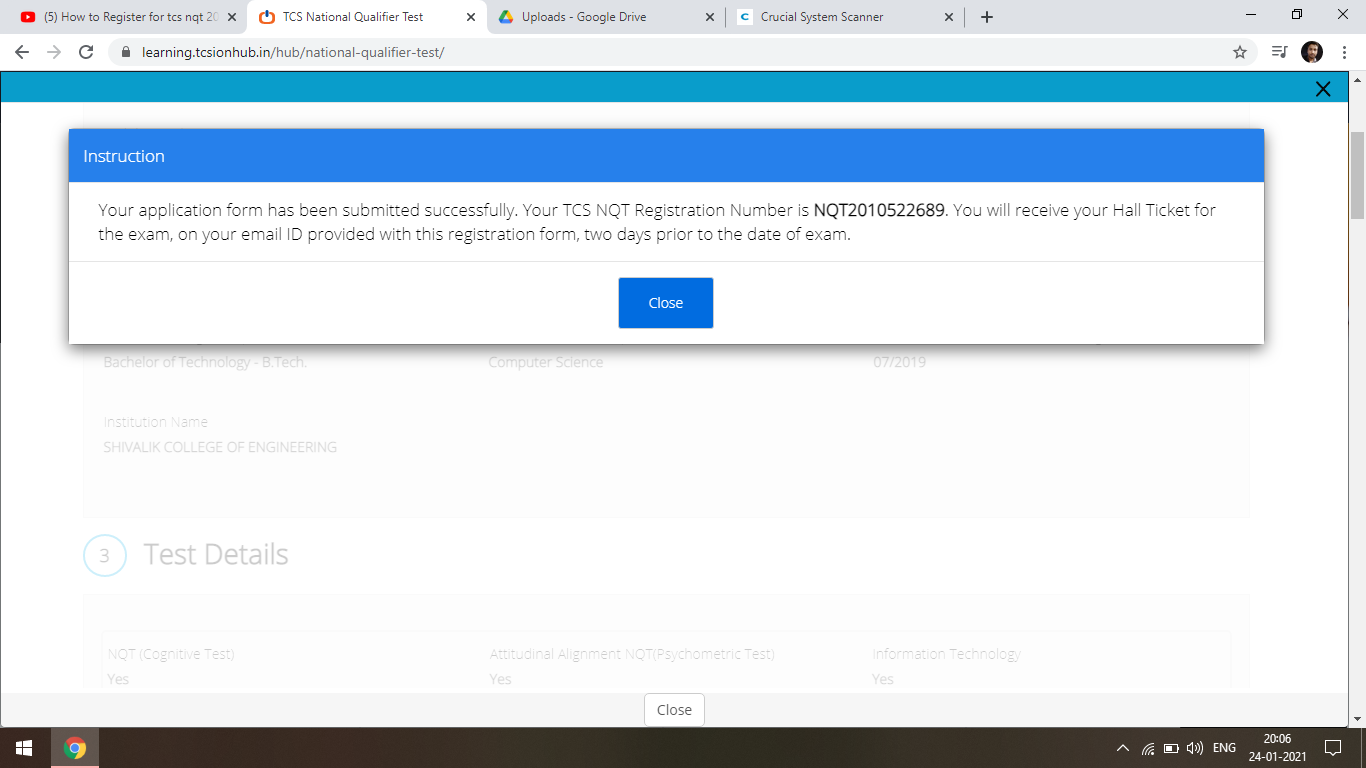 (5) How to Register for tcs nqt 20
TCS National Qualifier Test
Uploads - Google Drive
Crucial System Scanner
learning.tcsionhub.in/hub/national-qualifier-test/
Instruction
Your application form has been submitted successfully. Your TCS NQT Registration Number is NQT2010522689. You will receive your Hall Ticket for
the exam, on your email ID provided with this registration form, two days prior to the date of exam.
Close
Bachelor of Technology - B.Tech.
Computer Science
07/2019
Institution Name
SHIVALIK COLLEGE OF ENGINEERING
3 Test Details
NQT (Cognitive Test)
Attitudinal Alignment NQT(Psychometric Test)
Information Technology
Yes
Yes
Yes
Close
ENG
20:06
24-01-2021